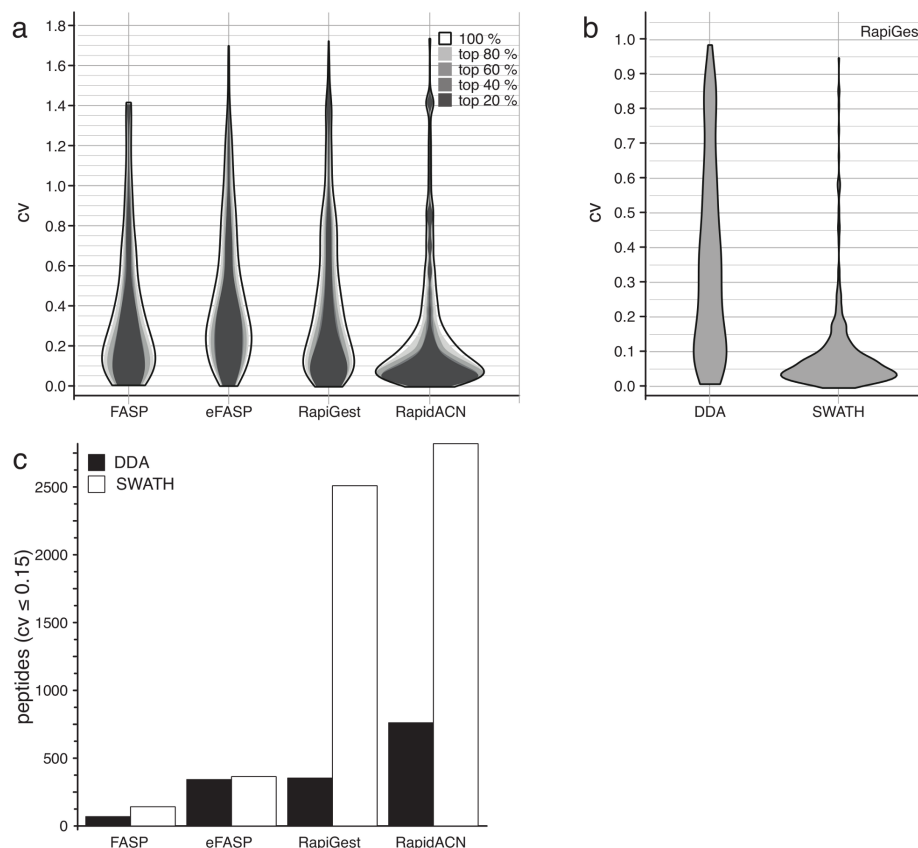 a
1.8
1.6
1.4
1.2
1.0
0.8
0.6
0.4
0.2
0.0
cv
100 %
top 80 %
top 60 %
top 40 %
top 20 %
FASP
eFASP
RapiGest
RapidACN
b
RapiGes
1.0
0.9
0.8
0.7
0.6
0.5
0.4
0.3
0.2
0.1
0.0
cv
DDA
SWATH
c
DDA
SWATH
2500
2000
1500
1000
500
0
peptides (cv ≤ 0.15)
FASP
eFASP
RapiGest
RapidACN